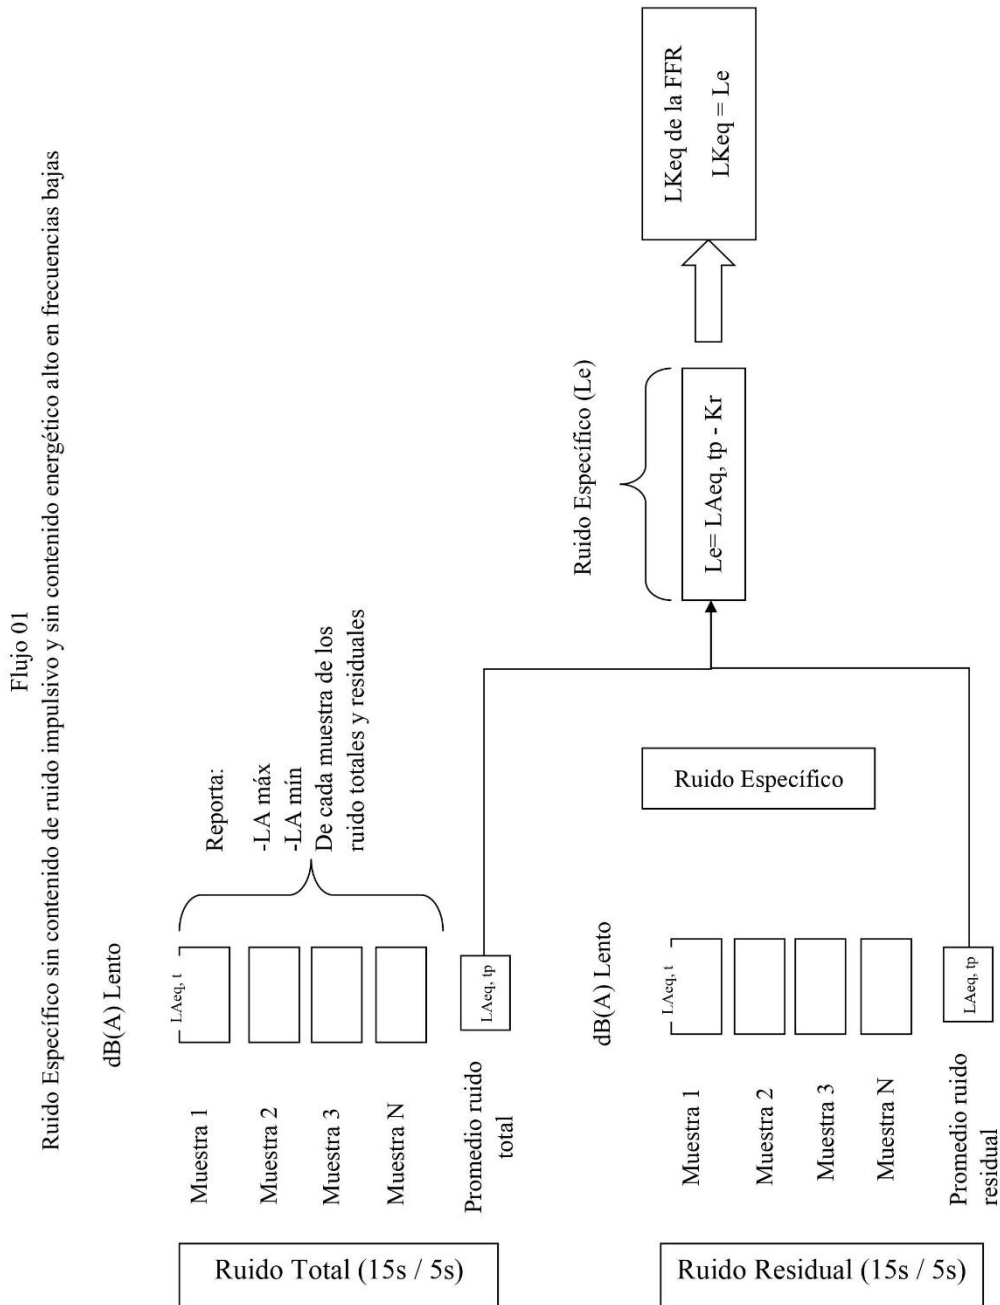 Flujo 01
Ruido Específico sin contenido de ruido impulsivo y sin contenido energético alto en frecuencias bajas
Ruido Total (15s / 5s)
dB(A) Lento
Muestra 1
LAeq, t
Muestra 2
Muestra 3
Muestra N
Promedio ruido
total
LAeq, tp
Reporta:
-LA máx
-LA min
De cada muestra de los
ruido totales y residuales
Ruido Residual (15s / 5s)
dB(A) Lento
Muestra 1
LAeq, t
Muestra 2
Muestra 3
Muestra N
Promedio ruido
residual
LAeq, tp
Ruido Específico
Ruido Específico (Le)
Le= LAeq, tp - Kr
LKeq de la FFR
LKeq = Le